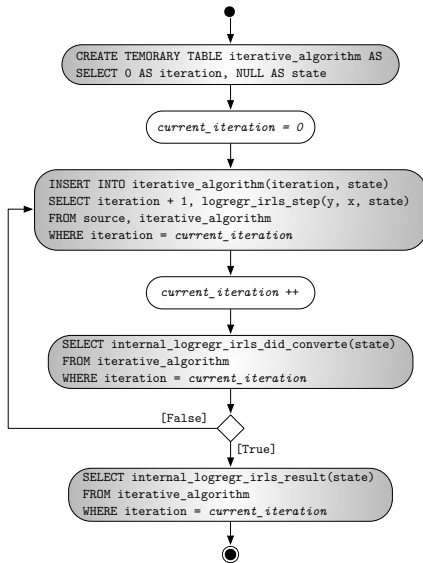 CREATE TEMORARY TABLE iterative_algorithm AS
SELECT 0 AS iteration, NULL AS state
current_iteration = 0
INSERT INTO iterative_algorithm(iteration, state)
SELECT iteration + 1, logregr_irls_step(y, x, state)
FROM source, iterative_algorithm
WHERE iteration = current_iteration
current_iteration ++
SELECT internal_logregr_irls_did_converte(state)
FROM iterative_algorithm
WHERE iteration = current_iteration
[False]
[True]
SELECT internal_logregr_irls_result(state)
FROM iterative_algorithm
WHERE iteration = current_iteration